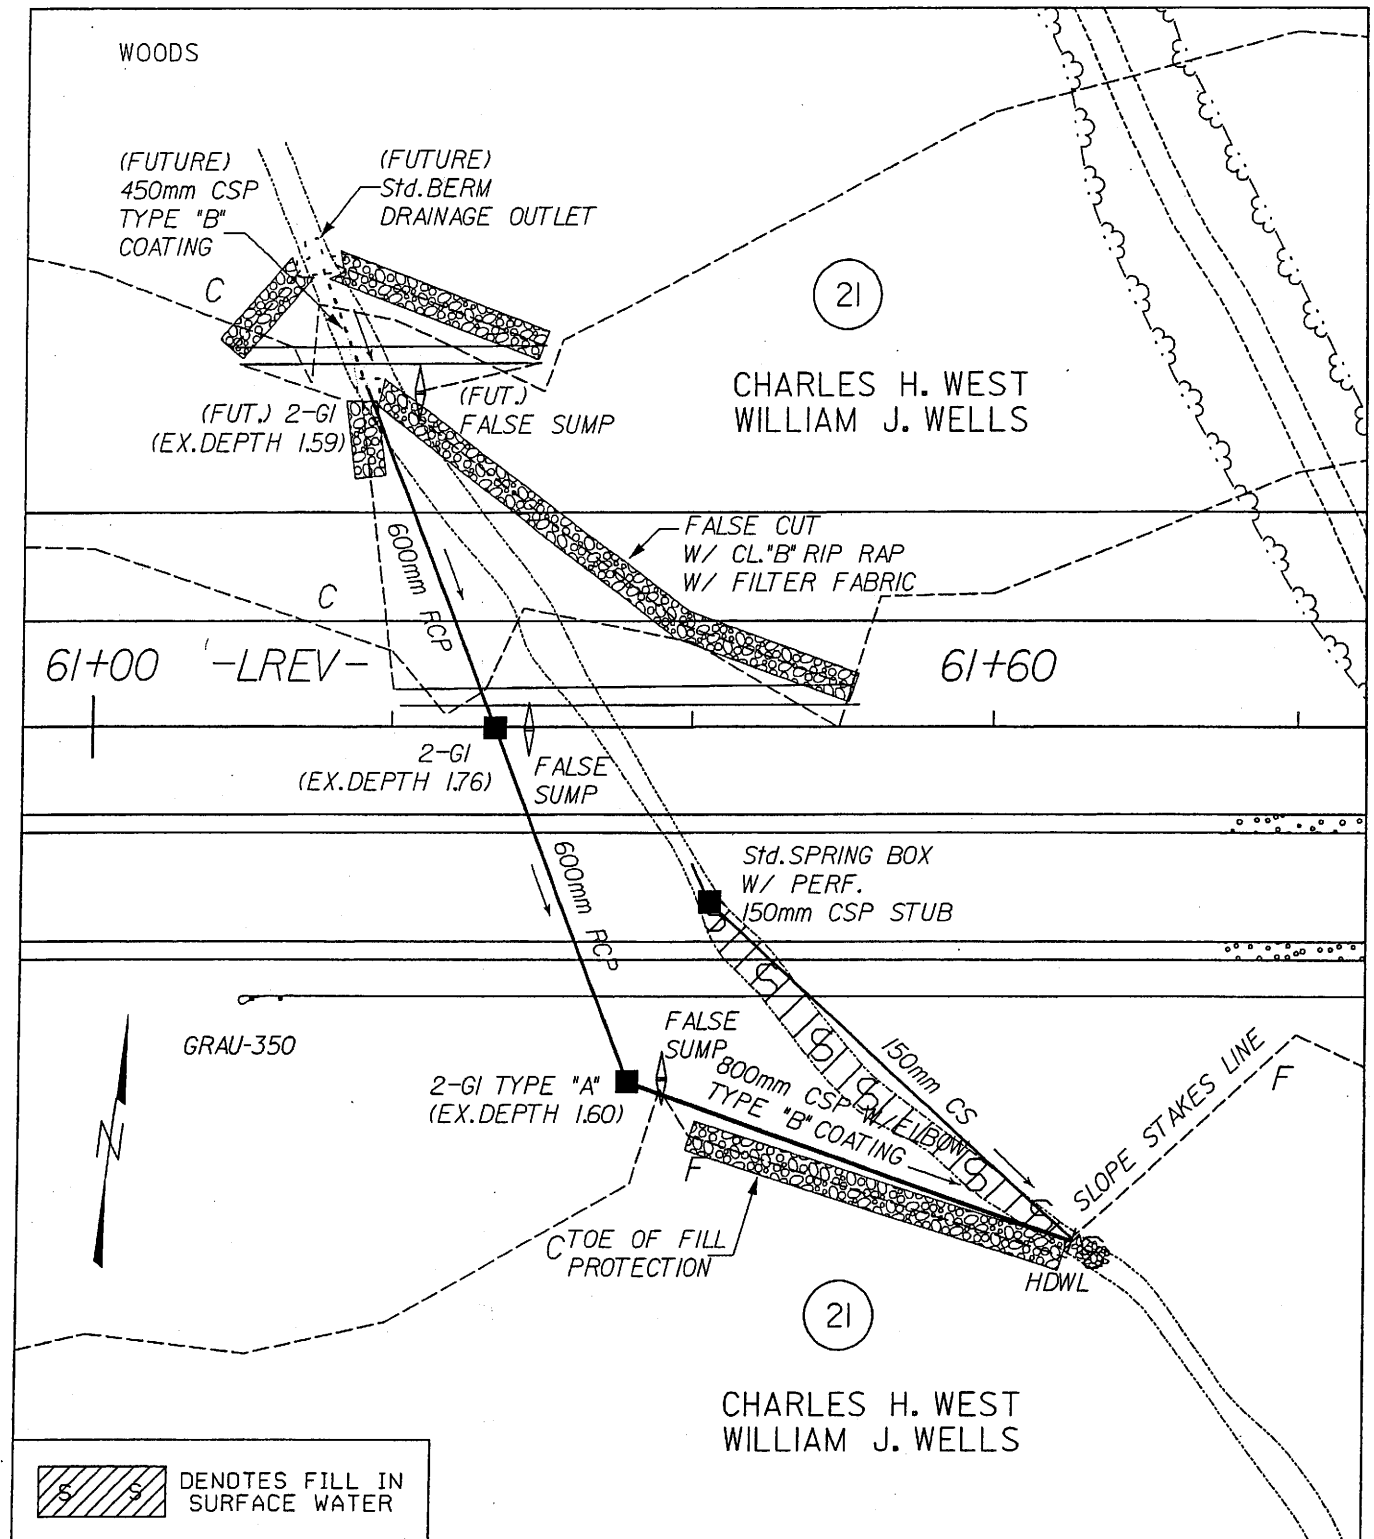 WOODS
(FUTURE)
450mm CSP
TYPE "B"
COATING
(FUTURE)
Std. BERM
DRAINAGE OUTLET
C
21
CHARLES H. WEST
WILLIAM J. WELLS
(FUT.) 2-GI
(EX.DEPTH 1.59)
(FUT.)
FALSE SUMP
600mm RCP
FALSE CUT
W/ CL."B" RIP RAP
W/ FILTER FABRIC
C
61+00
-LREV-
61+60
2-GI
(EX.DEPTH 1.76)
FALSE
SUMP
600mm RCP
Std. SPRING BOX
W/ PERF.
150mm CSP STUB
GRAU-350
N
FALSE
SUMP
2-GI TYPE "A"
(EX.DEPTH 1.60)
800mm CSP W/ELBOW
TYPE "B" COATING
150mm CS
S S S S S S
SLOPE STAKES LINE
F
F
C
TOE OF FILL
PROTECTION
HDWL
21
CHARLES H. WEST
WILLIAM J. WELLS
S S
DENOTES FILL IN
SURFACE WATER